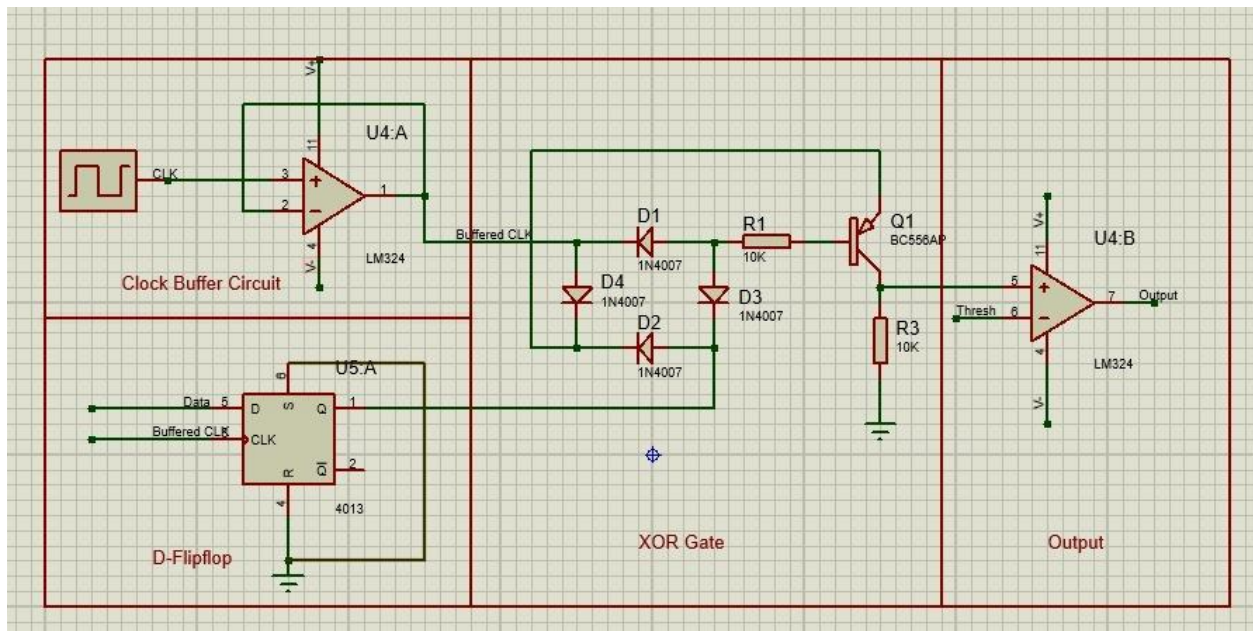 V+
11
U4:A
CLK
3
2
1
4
V-
LM324
Clock Buffer Circuit
Buffered CLK
D1
1N4007
R1
10K
Q1
BC556AP
D4
1N4007
D3
1N4007
D2
1N4007
R3
10K
V+
11
U4:B
5
Thresh
6
7
Output
4
LM324
V-
U5:A
6
Data
5
D
S
Q
1
Buffered CLK
CLK
R
Q
2
4
4013
D-Flipflop
XOR Gate
Output